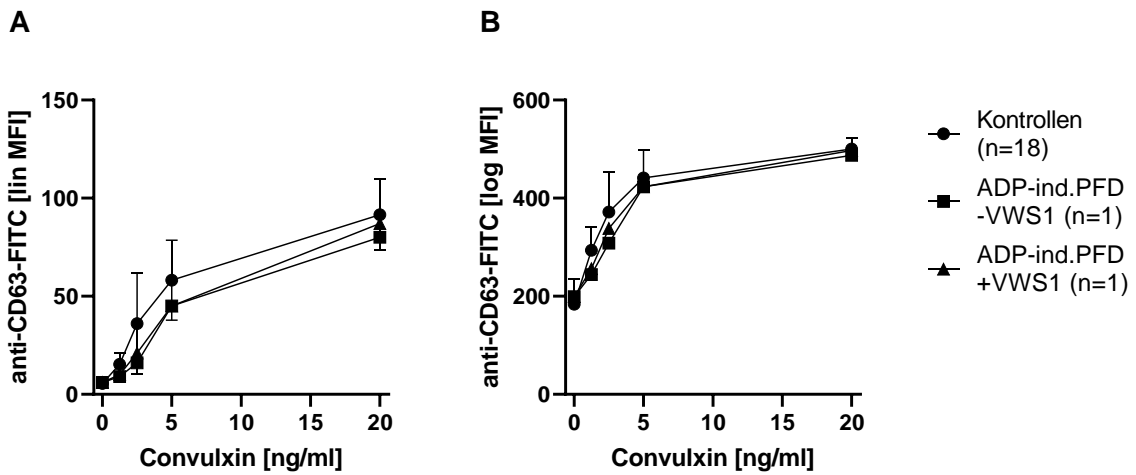 A
anti-CD63-FITC [lin MFI]
150
100
50
0
0 5 10 15 20
Convulxin [ng/ml]
B
anti-CD63-FITC [log MFI]
600
400
200
0
0 5 10 15 20
Convulxin [ng/ml]
Kontrollen
(n=18)
ADP-ind.PFD
-VWS1 (n=1)
ADP-ind.PFD
+VWS1 (n=1)